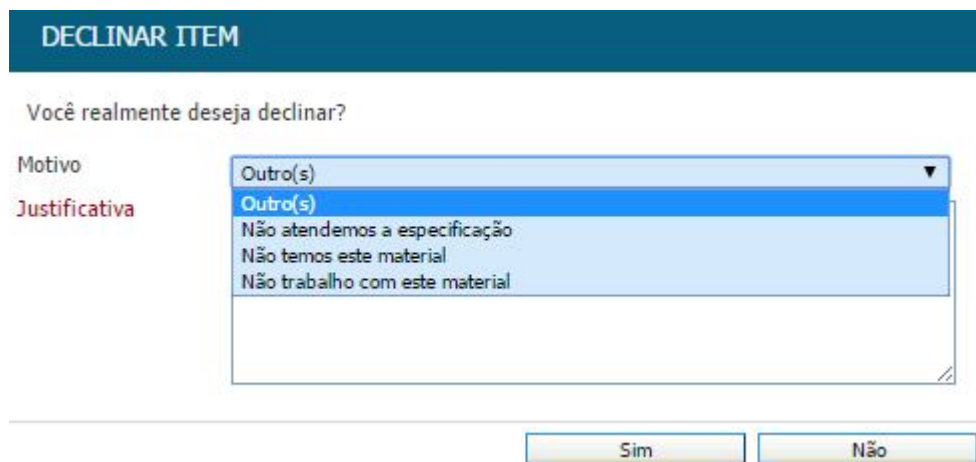 DECLINAR ITEM
Você realmente deseja declinar?
Motivo
Outro(s)
Justificativa
Outro(s)
Não atendemos a especificação
Não temos este material
Não trabalho com este material
Sim
Não